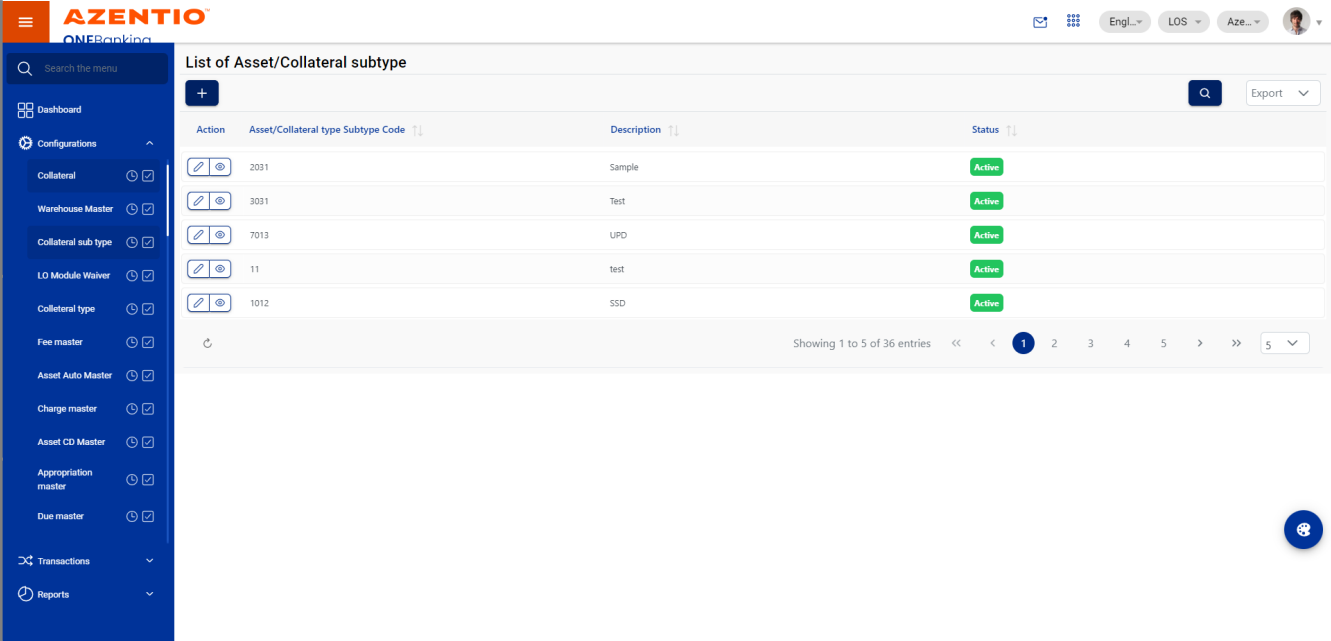 AZENTIO™
ONEBanking
Engl...
LOS
Aze...
Search the menu
Dashboard
Configurations
Collateral
Warehouse Master
Collateral sub type
LO Module Waiver
Colleteral type
Fee master
Asset Auto Master
Charge master
Asset CD Master
Appropriation
master
Due master
Transactions
Reports
List of Asset/Collateral subtype
+
Export
Action Asset/Collateral type Subtype Code Description Status
2031 Sample Active
3031 Test Active
7013 UPD Active
11 test Active
1012 SSD Active
Showing 1 to 5 of 36 entries << < 1 2 3 4 5 > >> 5